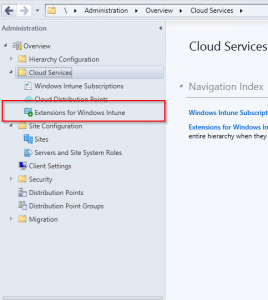 \ ▸ Administration ▸ Overview ▸ Cloud Services ▸
Administration
Overview
Hierarchy Configuration
Cloud Services
Windows Intune Subscriptions
Cloud Distribution Points
Extensions for Windows Intune
Site Configuration
Sites
Servers and Site System Roles
Client Settings
Security
Distribution Points
Distribution Point Groups
Migration
Cloud Services
Navigation Index
Windows Intune Subscript
Extensions for Windows In
entire hierarchy when they